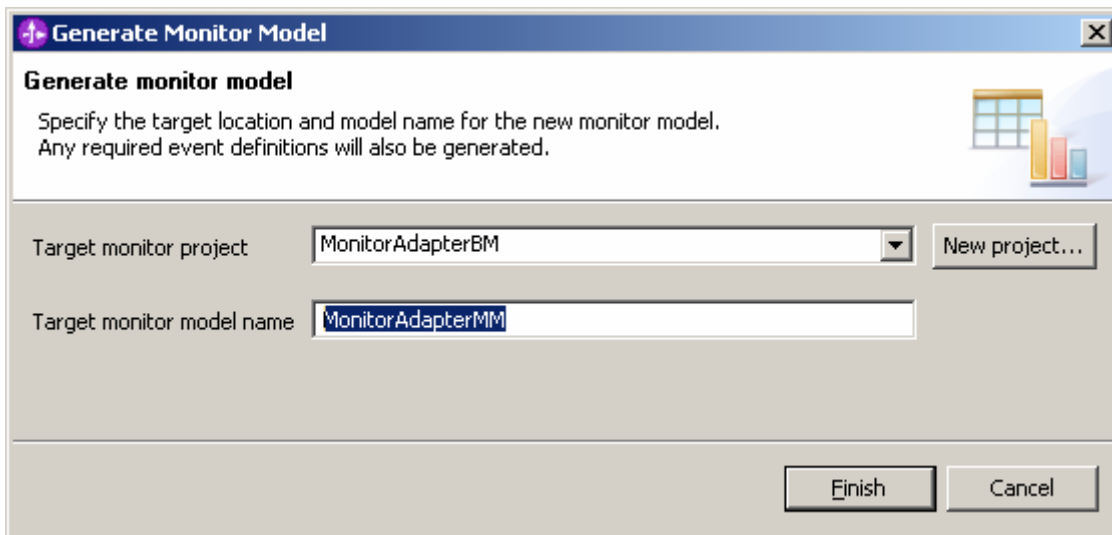 Generate Monitor Model
Generate monitor model
Specify the target location and model name for the new monitor model.
Any required event definitions will also be generated.
Target monitor project MonitorAdapterBM New project...
Target monitor model name MonitorAdapterMM
Finish Cancel